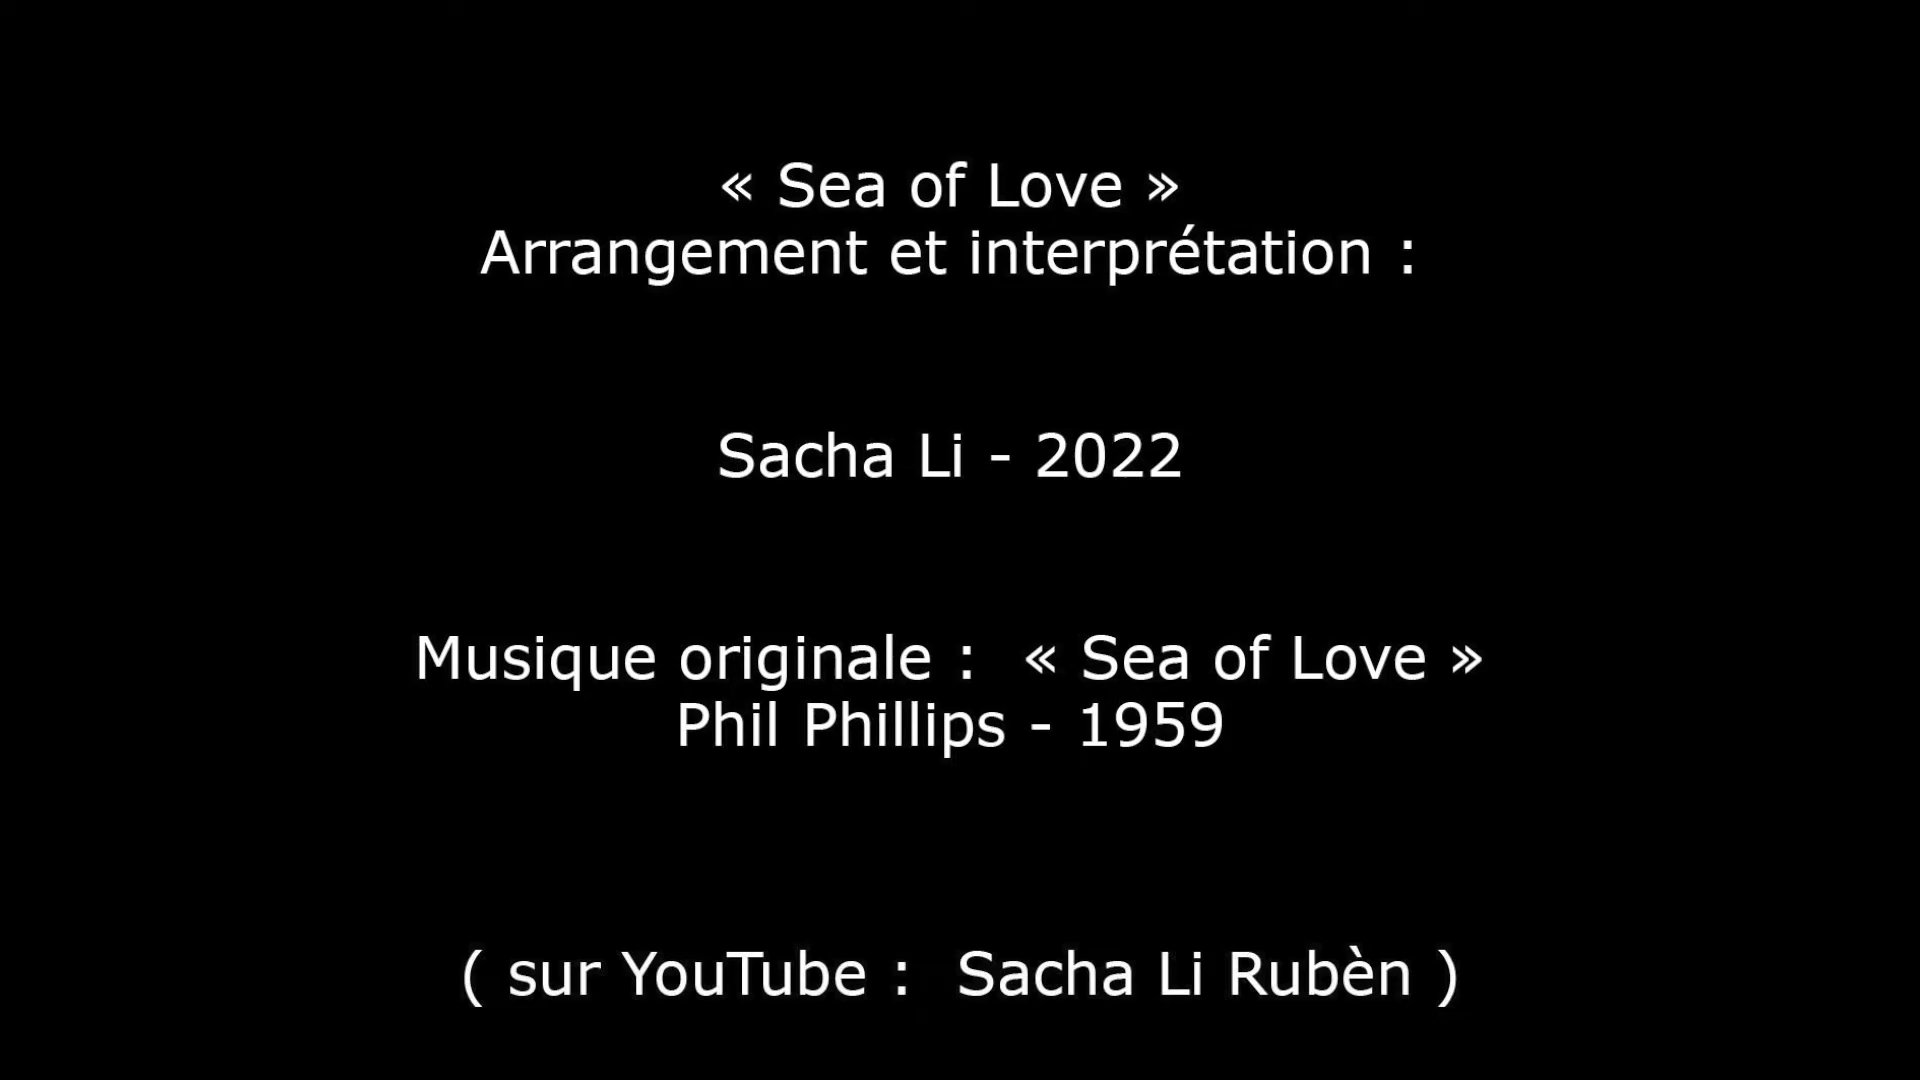 « Sea of Love »
Arrangement et interprétation :
Sacha Li - 2022
Musique originale :  « Sea of Love »
Phil Phillips - 1959
( sur YouTube :  Sacha Li Rubèn )